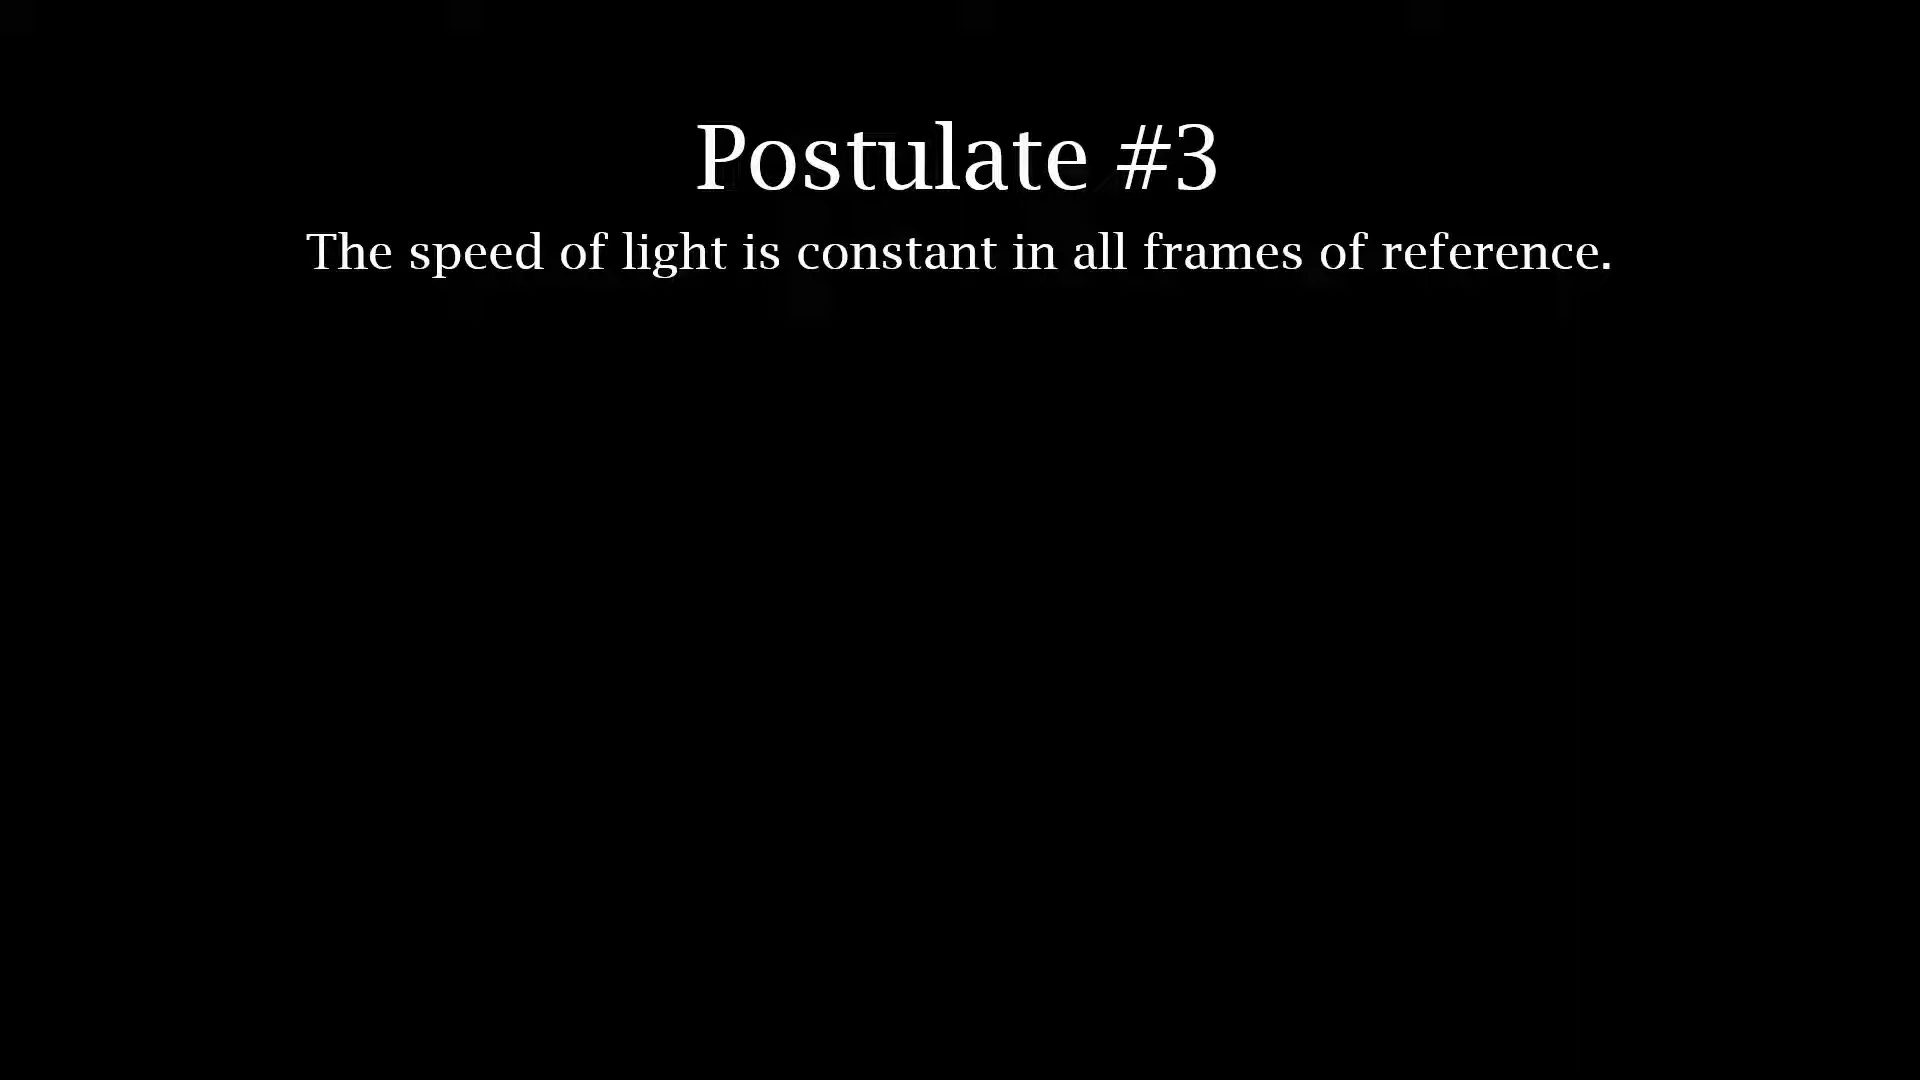 Postulate #3
The speed of light is constant in all frames of reference.